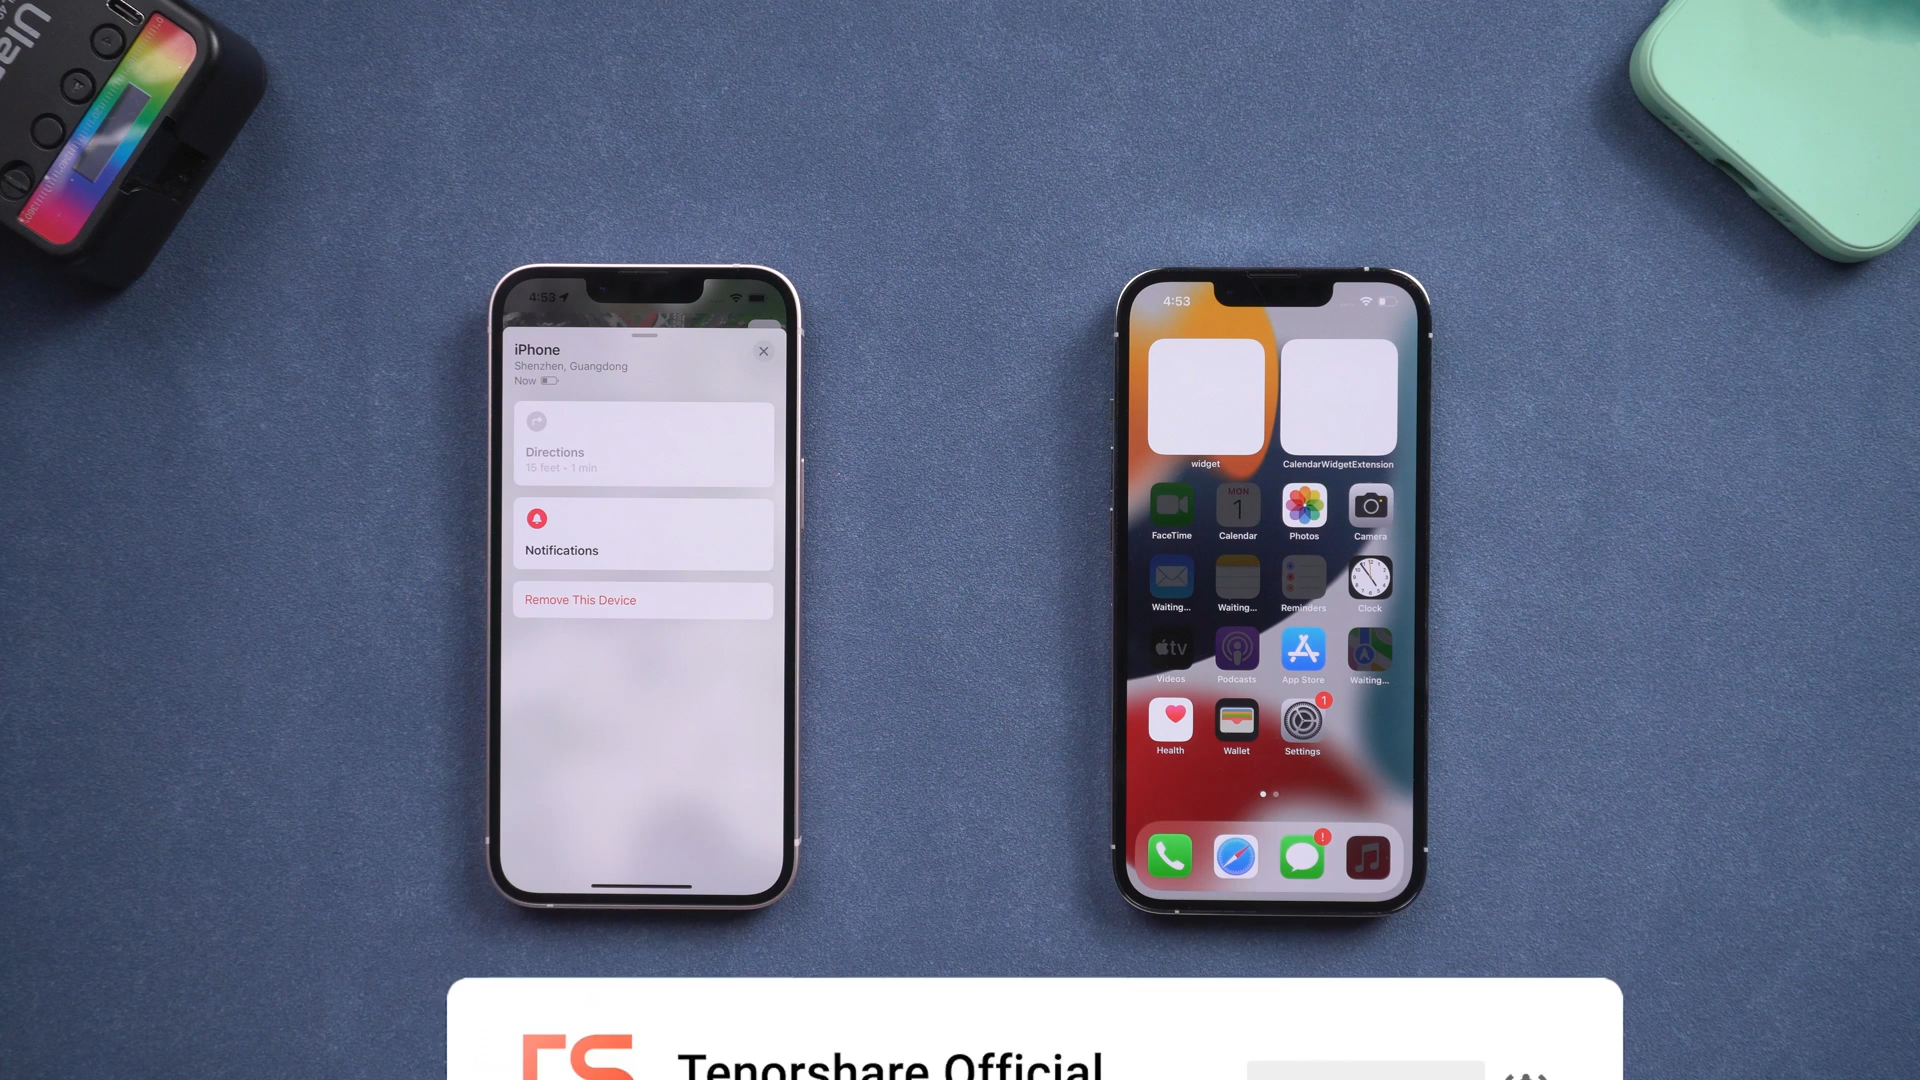 4:53
iPhone
Shenzhen, Guangdong
Now
Directions
15 feet • 1 min
Notifications
Remove This Device
4:53
widget
CalendarWidgetExtension
MON
1
FaceTime
Calendar
Photos
Camera
Waiting...
Waiting...
Reminders
Clock
tv
Videos
Podcasts
App Store
Waiting...
1
Health
Wallet
Settings
!
Tenorshare Official